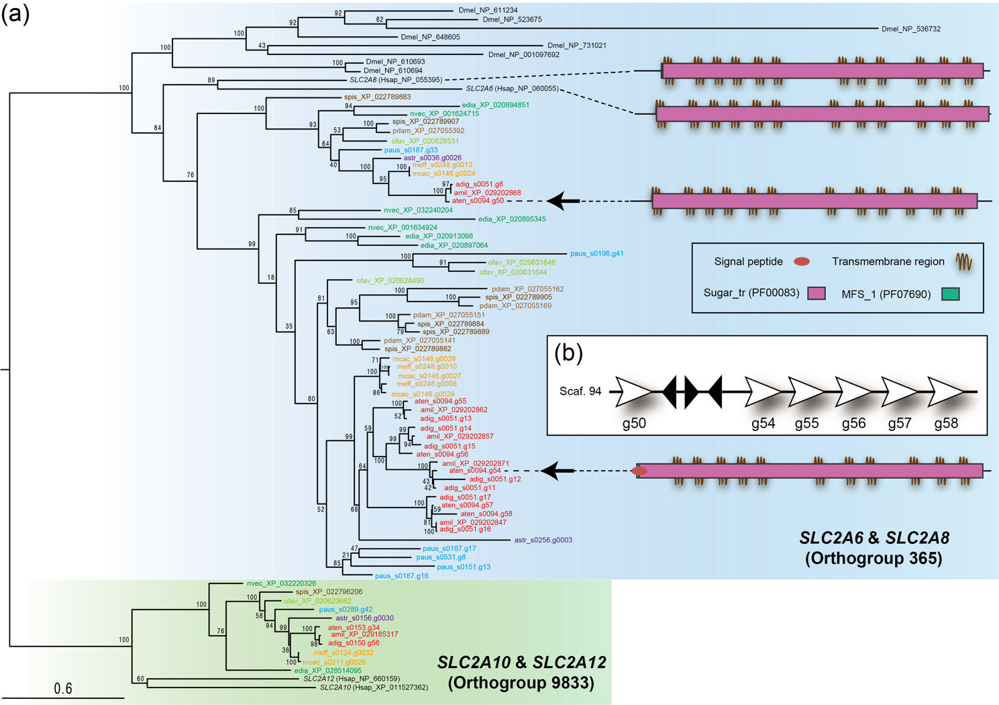 (a)
92
Dmel_NP_611234
62
Dmel_NP_523675
92
Dmel_NP_536732
100
Dmel_NP_648605
43
Dmel_NP_731021
100
Dmel_NP_001097692
100
Dmel_NP_610693
Dmel_NP_610694
100
89
SLC2A8 (Hsap_NP_055395)
SLC2A6 (Hsap_NP_060055)
84
100
spis_XP_022789883
94
edia_XP_020894851
nvec_XP_001624715
93
100
spis_XP_022789907
53
pdam_XP_027055392
64
ofav_XP_020628531
paus_s0187.g33
40
astr_s0036.g0026
100
100
meff_s0248.g0013
mcac_s0146.g0024
76
95
97
adig_s0051.g8
100
amil_XP_029202868
aten_s0094.g50
85
nvec_XP_032240204
edia_XP_020895345
99
91
nvec_XP_001634924
100
edia_XP_020913098
edia_XP_020897064
18
100
paus_s0196.g41
91
ofav_XP_020631646
ofav_XP_020631644
ofav_XP_020628490
35
81
100
pdam_XP_027055162
95
spis_XP_022789905
100
pdam_XP_027055169
63
100
pdam_XP_027055151
spis_XP_022789884
79
spis_XP_022789889
100
pdam_XP_027055141
spis_XP_022789882
80
71
mcac_s0146.g0028
100
100
meff_s0248.g0010
mcac_s0146.g0027
meff_s0248.g0008
86
mcac_s0146.g0029
100
aten_s0094.g55
amil_XP_029202862
52
adig_s0051.g13
99
59
99
adig_s0051.g14
99
amil_XP_029202857
94
adig_s0051.g15
100
aten_s0094.g56
64
100
amil_XP_029202871
aten_s0094.g54
43
adig_s0051.g12
42
adig_s0051.g11
52
68
100
adig_s0051.g17
aten_s0094.g57
59
aten_s0094.g58
81
amil_XP_029202847
100
adig_s0051.g16
astr_s0256.g0003
47
paus_s0187.g17
21
paus_s0531.g8
85
paus_s0151.g13
paus_s0187.g16
Signal peptide
Transmembrane region
Sugar_tr (PF00083)
MFS_1 (PF07690)
(b)
Scaf. 94
g50
g54
g55
g56
g57
g58
SLC2A6 & SLC2A8
(Orthogroup 365)
100
nvec_XP_032220326
100
spis_XP_022796206
58
ofav_XP_020623662
94
paus_s0289.g42
76
99
astr_s0156.g0030
100
aten_s0153.g34
amil_XP_029185317
98
adig_s0150.g56
36
meff_s0124.g0032
100
mcac_s0211.g0028
edia_XP_028514095
100
60
SLC2A12 (Hsap_NP_660159)
SLC2A10 (Hsap_XP_011527362)
SLC2A10 & SLC2A12
(Orthogroup 9833)
0.6